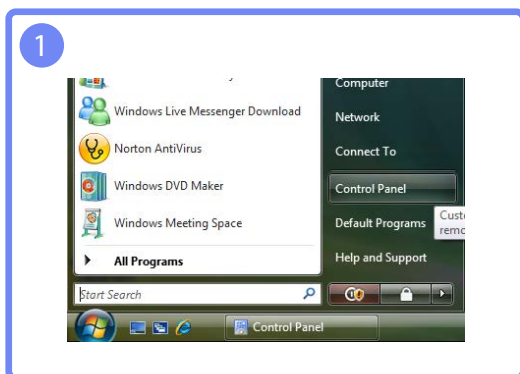 1
Computer
Windows Live Messenger Download
Network
Norton AntiVirus
Connect To
Windows DVD Maker
Control Panel
Windows Meeting Space
Default Programs
All Programs
Help and Support
Start Search
Control Panel